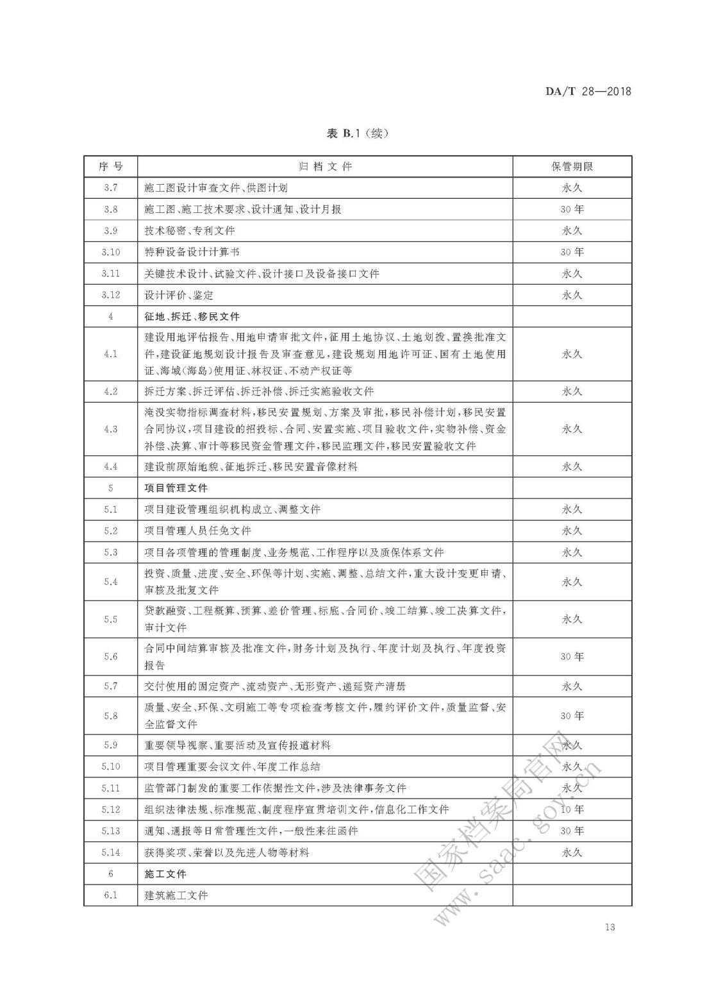 DA/T 28—2018
表 B.1（续）
序 号 归 档 文 件 保管期限
3.7 施工图设计审查文件、供图计划 永久
3.8 施工图、施工技术要求、设计通知、设计月报 30 年
3.9 技术秘密、专利文件 永久
3.10 特种设备设计计算书 30 年
3.11 关键技术设计、试验文件、设计接口及设备接口文件 永久
3.12 设计评价、鉴定 永久
4 征地、拆迁、移民文件
建设用地评估报告、用地申请审批文件，征用土地协议、土地划拨、置换批准文
4.1 件，建设征地规划设计报告及审查意见，建设规划用地许可证、国有土地使用 永久
证、海域（海岛）使用证、林权证、不动产权证等
4.2 拆迁方案、拆迁评估、拆迁补偿、拆迁实施验收文件 永久
淹没实物指标调查材料，移民安置规划、方案及审批，移民补偿计划，移民安置
4.3 合同协议，项目建设的招投标、合同、安置实施、项目验收文件，实物补偿、资金 永久
补偿、决算、审计等移民资金管理文件，移民监理文件，移民安置验收文件
4.4 建设前原始地貌、征地拆迁、移民安置音像材料 永久
5 项目管理文件
5.1 项目建设管理组织机构成立、调整文件 永久
5.2 项目管理人员任免文件 永久
5.3 项目各项管理的管理制度、业务规范、工作程序以及质保体系文件 永久
5.4 投资、质量、进度、安全、环保等计划、实施、调整、总结文件，重大设计变更申请、 永久
审核及批复文件
5.5 贷款融资、工程概算、预算、差价管理、标底、合同价、竣工结算、竣工决算文件， 永久
审计文件
5.6 合同中间结算审核及批准文件，财务计划及执行、年度计划及执行、年度投资 30 年
报告
5.7 交付使用的固定资产、流动资产、无形资产、递延资产清册 永久
5.8 质量、安全、环保、文明施工等专项检查考核文件，履约评价文件，质量监督、安 30 年
全监督文件
5.9 重要领导视察、重要活动及宣传报道材料 永久
5.10 项目管理重要会议文件、年度工作总结 永久
5.11 监管部门制发的重要工作依据性文件，涉及法律事务文件 永久
5.12 组织法律法规、标准规范、制度程序宣贯培训文件，信息化工作文件 10 年
5.13 通知、通报等日常管理性文件，一般性来往函件 30 年
5.14 获得奖项、荣誉以及先进人物等材料 永久
6 施工文件
6.1 建筑施工文件
国家档案局官网
www.saac.gov.cn
13